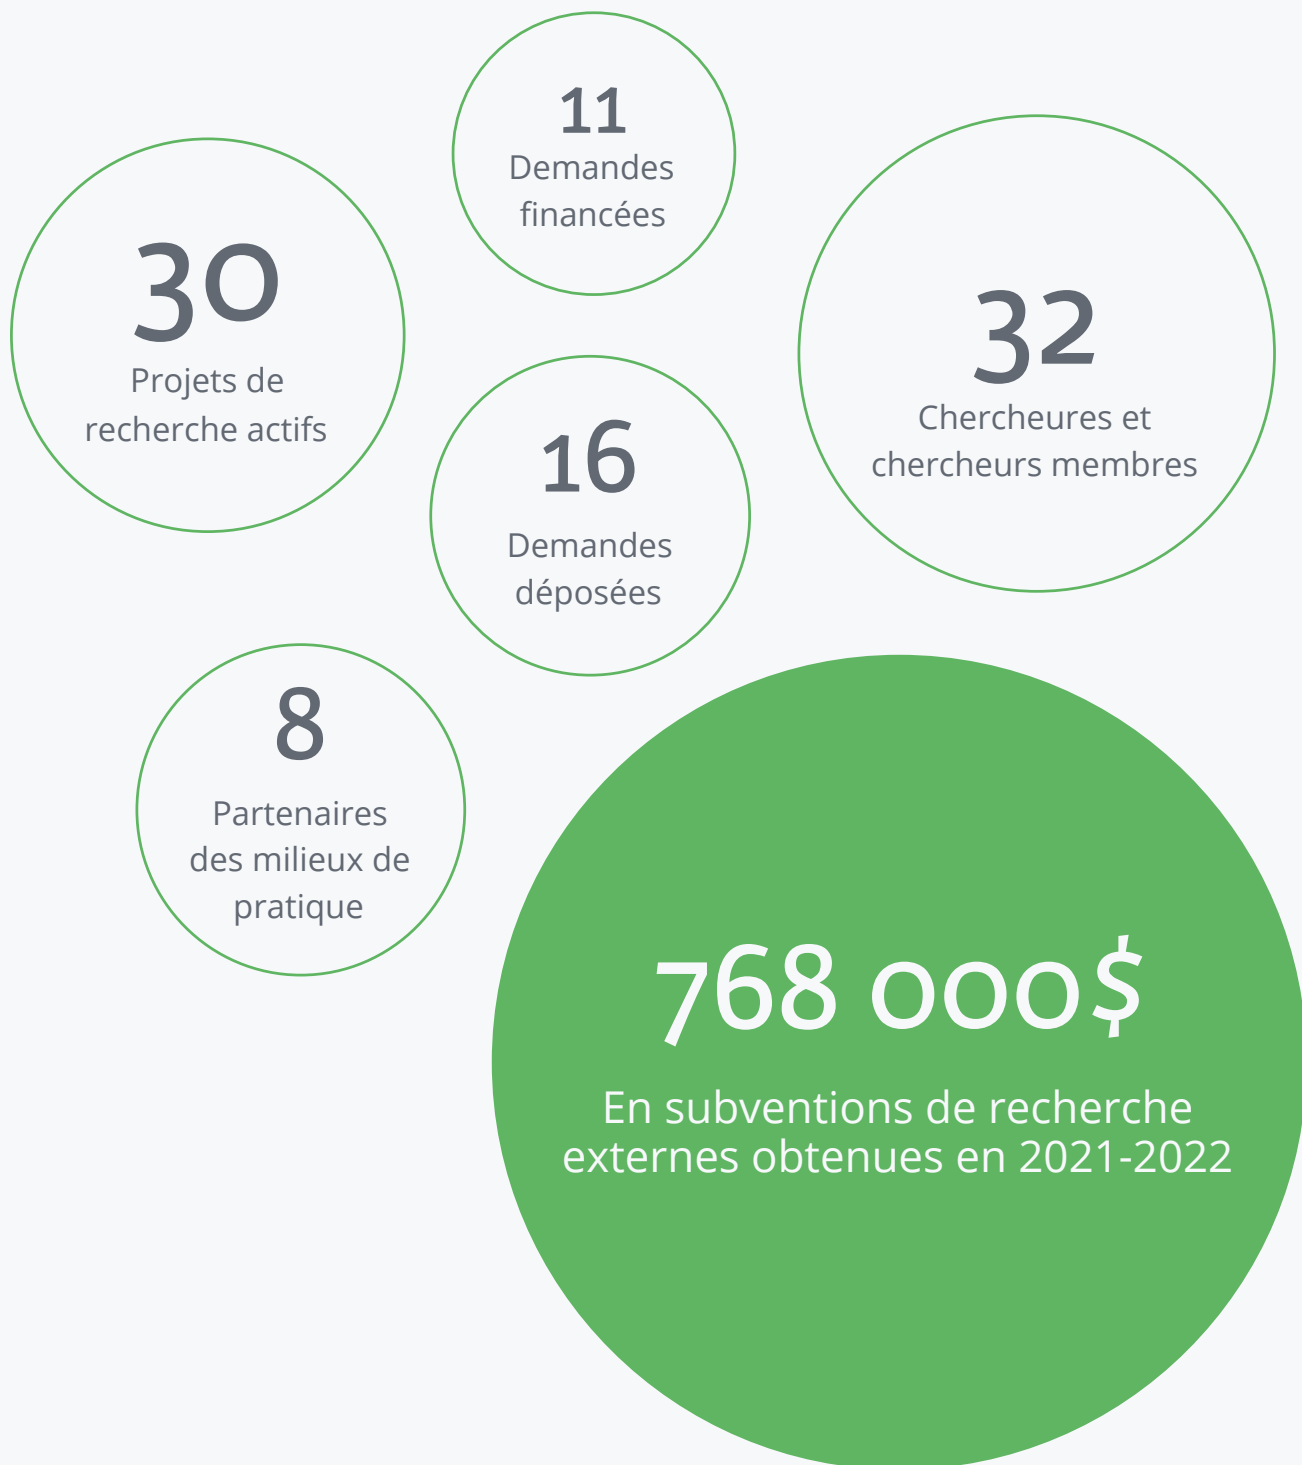 11
Demandes
financées
30
Projets de
recherche actifs
32
Chercheures et
chercheurs membres
16
Demandes
déposées
8
Partenaires
des milieux de
pratique
768 000$
En subventions de recherche
externes obtenues en 2021-2022